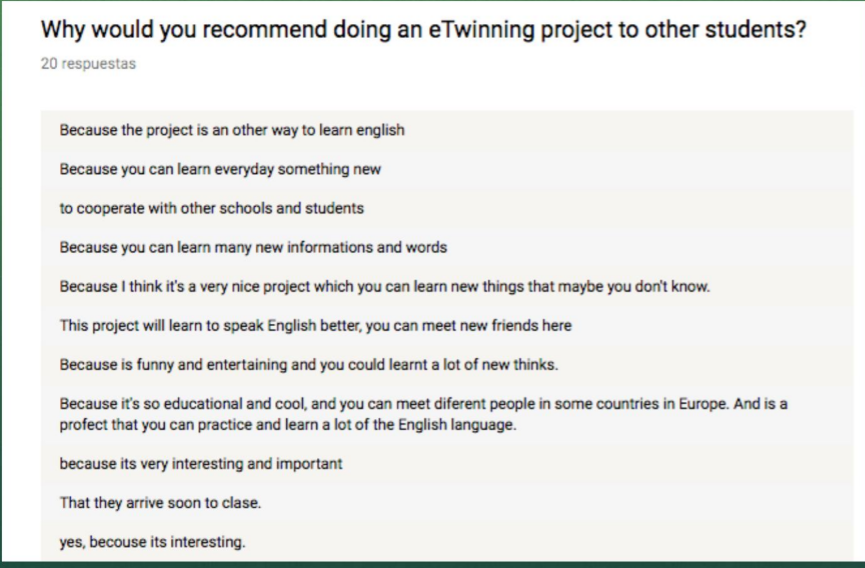 Why would you recommend doing an eTwinning project to other students?
20 respuestas
Because the project is an other way to learn english
Because you can learn everyday something new
to cooperate with other schools and students
Because you can learn many new informations and words
Because I think it's a very nice project which you can learn new things that maybe you don't know.
This project will learn to speak English better, you can meet new friends here
Because is funny and entertaining and you could learnt a lot of new thinks.
Because it's so educational and cool, and you can meet diferent people in some countries in Europe. And is a
profect that you can practice and learn a lot of the English language.
because its very interesting and important
That they arrive soon to clase.
yes, becouse its interesting.